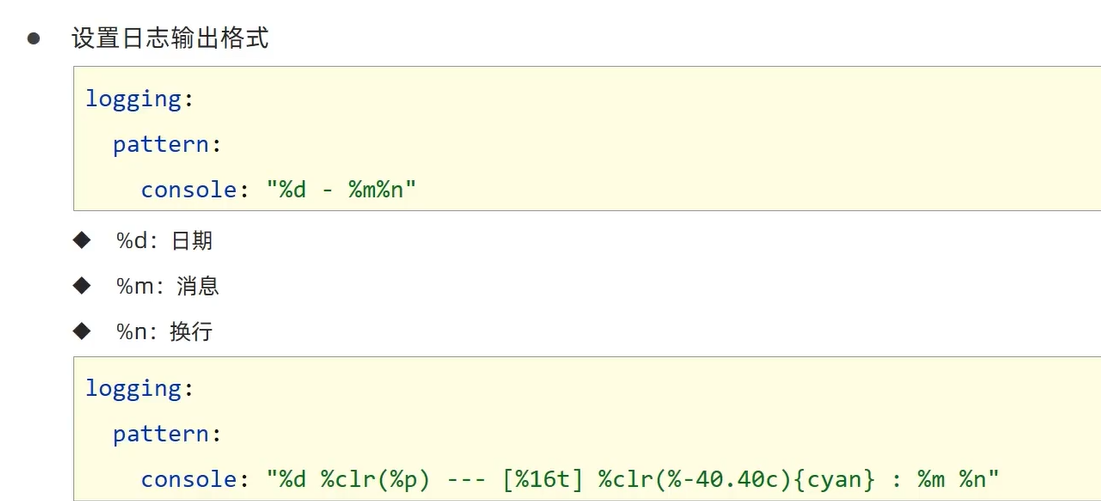 ● 设置日志输出格式
logging:
  pattern:
    console: "%d - %m%n"
◆ %d：日期
◆ %m：消息
◆ %n：换行
logging:
  pattern:
    console: "%d %clr(%p) --- [%16t] %clr(%-40.40c){cyan} : %m %n"